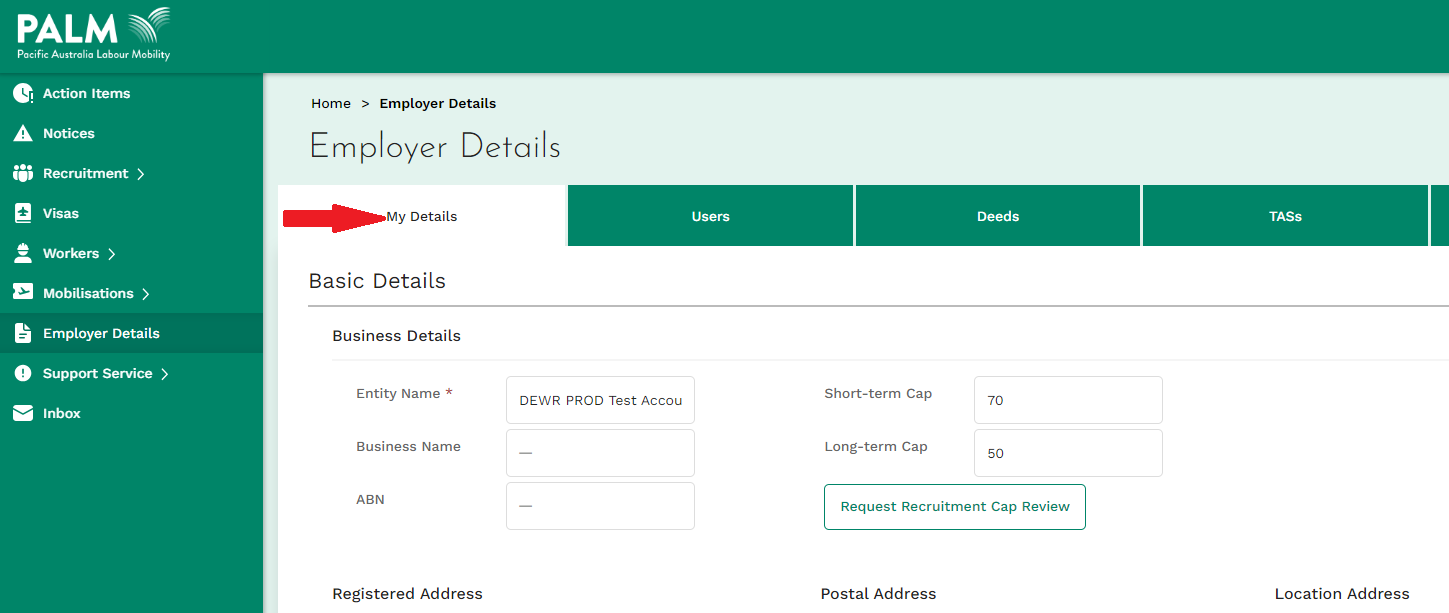 PALM
Pacific Australia Labour Mobility
Action Items
Notices
Recruitment
Visas
Workers
Mobilisations
Employer Details
Support Service
Inbox
Home > Employer Details
Employer Details
My Details
Users
Deeds
TASs
Basic Details
Business Details
Entity Name *
DEWR PROD Test Accou
Short-term Cap
70
Business Name
—
Long-term Cap
50
ABN
—
Request Recruitment Cap Review
Registered Address
Postal Address
Location Address